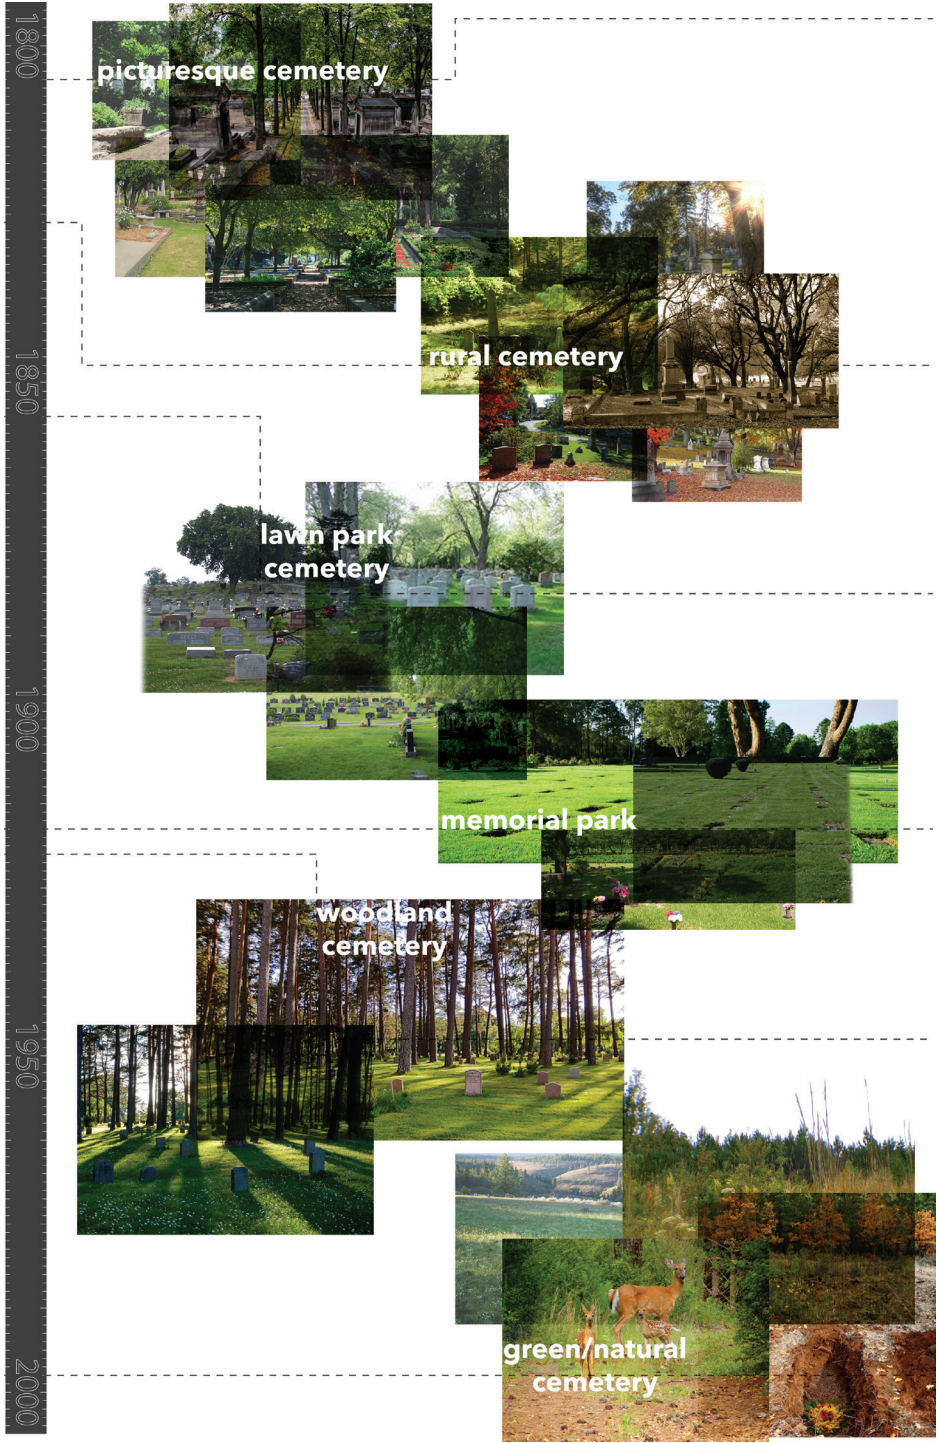 1800
picturesque cemetery
rural cemetery
1850
lawn park
cemetery
1900
memorial park
woodland
cemetery
1950
green/natural
cemetery
2000